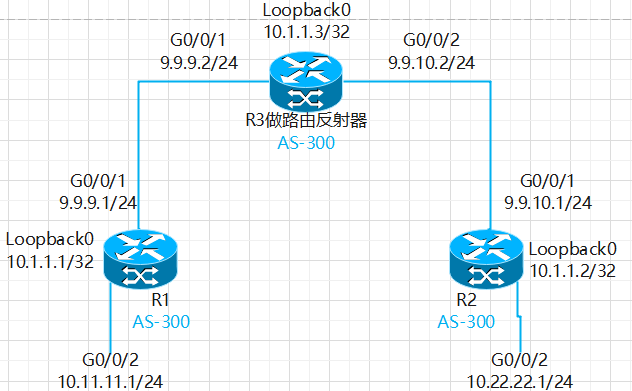 Loopback0
10.1.1.3/32
G0/0/1
9.9.9.2/24
G0/0/2
9.9.10.2/24
R3做路由反射器
AS-300
G0/0/1
9.9.9.1/24
G0/0/1
9.9.10.1/24
Loopback0
10.1.1.1/32
Loopback0
10.1.1.2/32
R1
AS-300
R2
AS-300
G0/0/2
10.11.11.1/24
G0/0/2
10.22.22.1/24